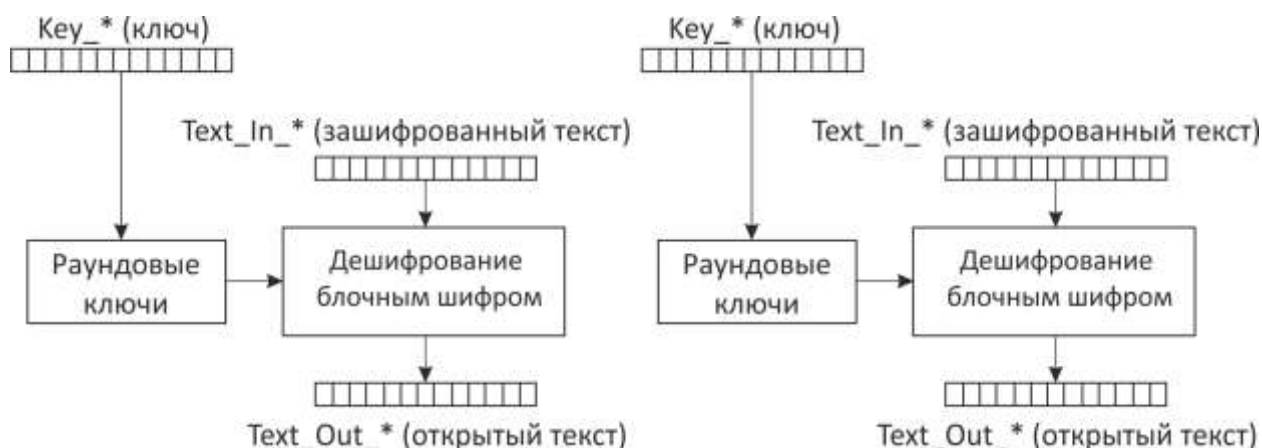 Key_* (ключ)
Text_In_* (зашифрованный текст)
Раундовые
ключи
Дешифрование
блочным шифром
Text_Out_* (открытый текст)
Key_* (ключ)
Text_In_* (зашифрованный текст)
Раундовые
ключи
Дешифрование
блочным шифром
Text_Out_* (открытый текст)